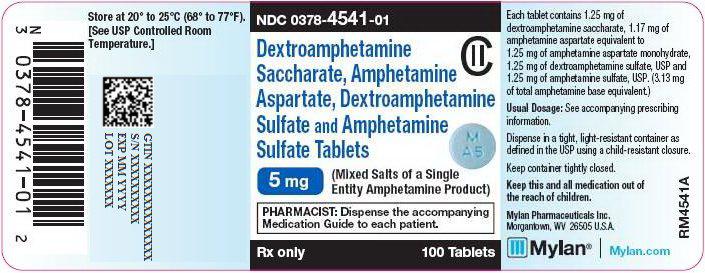 3 0378-4541-01 2
Store at 20° to 25°C (68° to 77°F).
[See USP Controlled Room
Temperature.]
GTIN XXXXXXXXXXXXXX
S/N XXXXXXXXXX
EXP MM YYYY
LOT XXXXXXX
NDC 0378-4541-01
Dextroamphetamine
Saccharate, Amphetamine
Aspartate, Dextroamphetamine
Sulfate and Amphetamine
Sulfate Tablets
CII
M
A5
5 mg
(Mixed Salts of a Single
Entity Amphetamine Product)
PHARMACIST: Dispense the accompanying
Medication Guide to each patient.
Rx only 100 Tablets
Each tablet contains 1.25 mg of
dextroamphetamine saccharate, 1.17 mg of
amphetamine aspartate equivalent to
1.25 mg of amphetamine aspartate monohydrate,
1.25 mg of dextroamphetamine sulfate, USP and
1.25 mg of amphetamine sulfate, USP. (3.13 mg
of total amphetamine base equivalent.)
Usual Dosage: See accompanying prescribing
information.
Dispense in a tight, light-resistant container as
defined in the USP using a child-resistant closure.
Keep container tightly closed.
Keep this and all medication out of
the reach of children.
Mylan Pharmaceuticals Inc.
Morgantown, WV 26505 U.S.A.
Mylan® Mylan.com
RM4541A